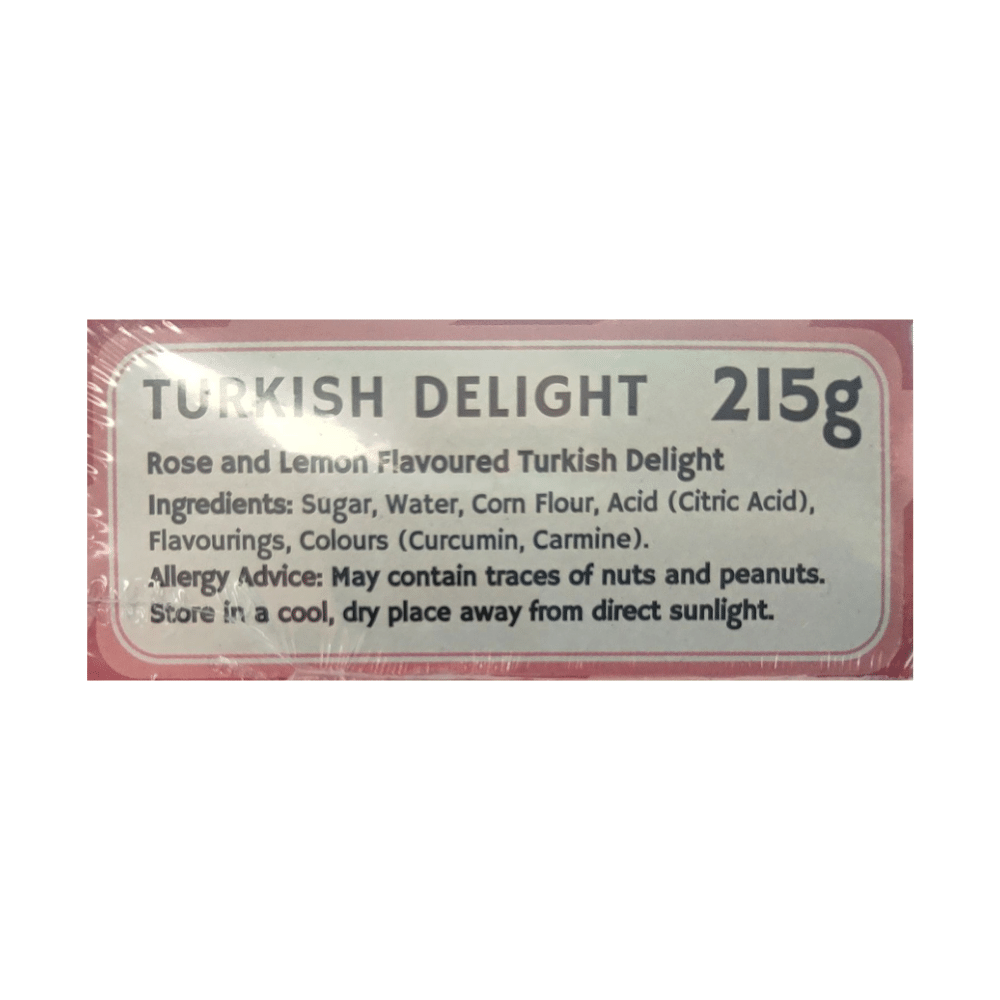 TURKISH DELIGHT 215g
Rose and Lemon Flavoured Turkish Delight
Ingredients: Sugar, Water, Corn Flour, Acid (Citric Acid),
Flavourings, Colours (Curcumin, Carmine).
Allergy Advice: May contain traces of nuts and peanuts.
Store in a cool, dry place away from direct sunlight.